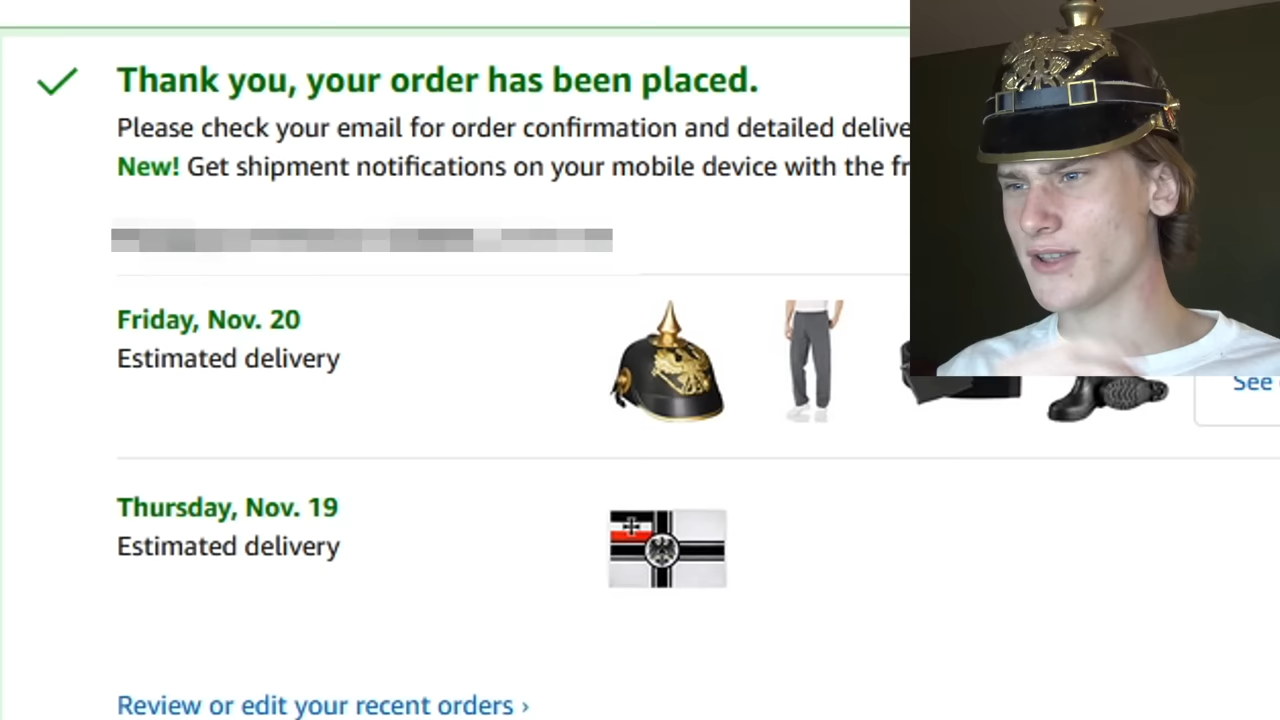 Thank you, your order has been placed.
Please check your email for order confirmation and detailed
New! Get shipment notifications on your mobile device with the
Friday, Nov. 20
Estimated delivery
See
Thursday, Nov. 19
Estimated delivery
Review or edit your recent orders ›